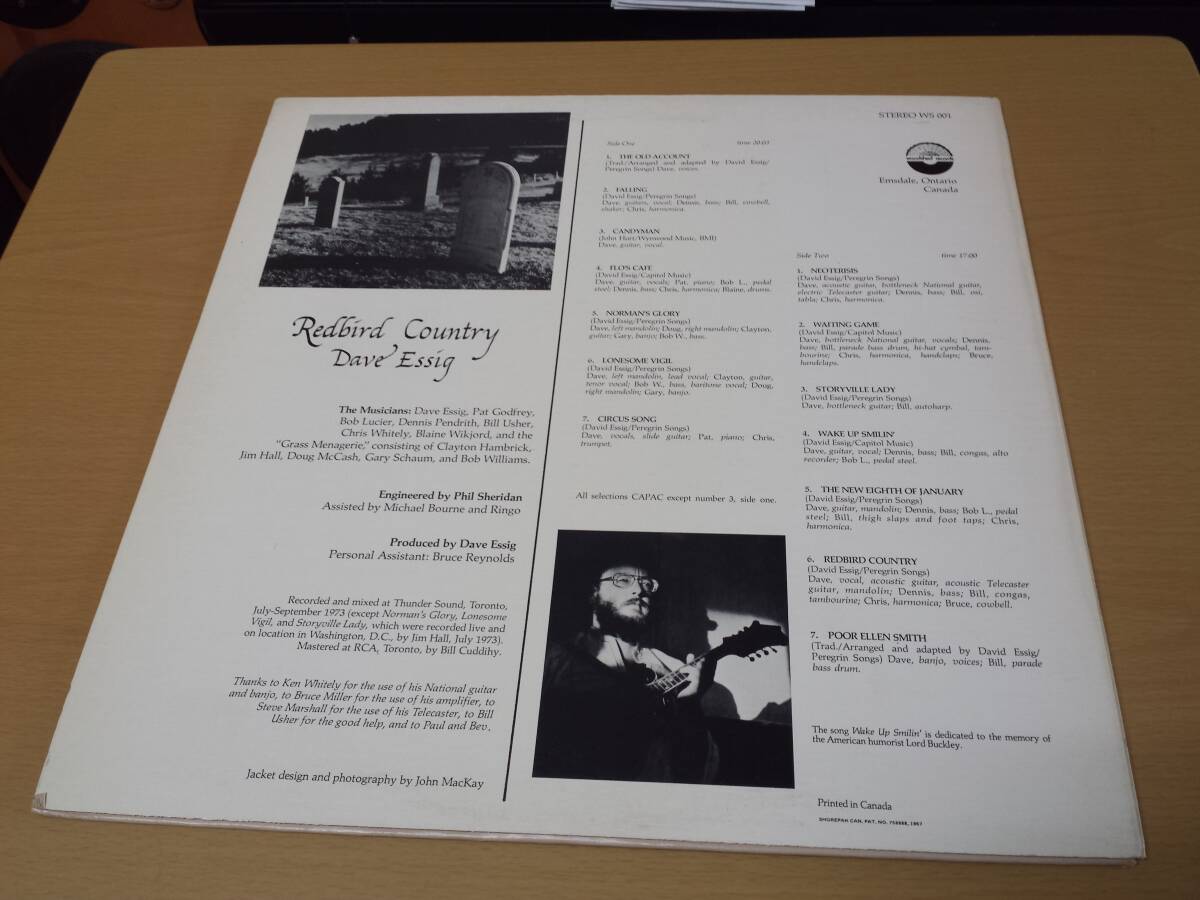 Redbird Country
Dave Essig
The Musicians: Dave Essig, Pat Godfrey,
Bob Lucier, Dennis Pendrith, Bill Usher,
Chris Whitely, Blaine Wikjord, and the
"Grass Menagerie," consisting of Clayton Hambrick,
Jim Hall, Doug McCash, Gary Schaum, and Bob Williams.
Engineered by Phil Sheridan
Assisted by Michael Bourne and Ringo
Produced by Dave Essig
Personal Assistant: Bruce Reynolds
Recorded and mixed at Thunder Sound, Toronto,
July-September 1973 (except Norman's Glory, Lonesome
Vigil, and Storyville Lady, which were recorded live and
on location in Washington, D.C., by Jim Hall, July 1973).
Mastered at RCA, Toronto, by Bill Cuddihy.
Thanks to Ken Whitely for the use of his National guitar
and banjo, to Bruce Miller for the use of his amplifier, to
Steve Marshall for the use of his Telecaster, to Bill
Usher for the good help, and to Paul and Bev.
Jacket design and photography by John MacKay
Side One time 20:03
1. THE OLD ACCOUNT
(Trad./Arranged and adapted by David Essig/
Peregrin Songs) Dave, voices.
2. FALLING
(David Essig/Peregrin Songs)
Dave, guitars, vocal; Dennis, bass; Bill, cowbell,
shaker; Chris, harmonica.
3. CANDYMAN
(John Hurt/Wynwood Music, BMI)
Dave, guitar, vocal.
4. FLO'S CAFE
(David Essig/Capitol Music)
Dave, guitar, vocals; Pat, piano; Bob L., pedal
steel; Dennis, bass; Chris, harmonica; Blaine, drums.
5. NORMAN'S GLORY
(David Essig/Peregrin Songs)
Dave, left mandolin; Doug, right mandolin; Clayton,
guitar; Gary, banjo; Bob W., bass.
6. LONESOME VIGIL
(David Essig/Peregrin Songs)
Dave, left mandolin, lead vocal; Clayton, guitar,
tenor vocal; Bob W., bass, baritone vocal; Doug,
right mandolin; Gary, banjo.
7. CIRCUS SONG
(David Essig/Peregrin Songs)
Dave, vocals, slide guitar; Pat, piano; Chris,
trumpet.
All selections CAPAC except number 3, side one.
STEREO WS 001
Emsdale, Ontario
Canada
Side Two time 17:00
1. NEOTERISIS
(David Essig/Peregrin Songs)
Dave, acoustic guitar, bottleneck National guitar,
electric Telecaster guitar; Dennis, bass; Bill, osi,
tabla; Chris, harmonica.
2. WAITING GAME
(David Essig/Capitol Music)
Dave, bottleneck National guitar, vocals; Dennis,
bass; Bill, parade bass drum, hi-hat cymbal, tam-
bourine; Chris, harmonica, handclaps; Bruce,
handclaps.
3. STORYVILLE LADY
(David Essig/Peregrin Songs)
Dave, bottleneck guitar; Bill, autoharp.
4. WAKE UP SMILIN'
(David Essig/Capitol Music)
Dave, guitar, vocal; Dennis, bass; Bill, congas, alto
recorder; Bob L., pedal steel.
5. THE NEW EIGHTH OF JANUARY
(David Essig/Peregrin Songs)
Dave, guitar, mandolin; Dennis, bass; Bob L., pedal
steel; Bill, thigh slaps and foot taps; Chris,
harmonica.
6. REDBIRD COUNTRY
(David Essig/Peregrin Songs)
Dave, vocal, acoustic guitar, acoustic Telecaster
guitar, mandolin; Dennis, bass; Bill, congas,
tambourine; Chris, harmonica; Bruce, cowbell.
7. POOR ELLEN SMITH
(Trad./Arranged and adapted by David Essig/
Peregrin Songs) Dave, banjo, voices; Bill, parade
bass drum.
The song Wake Up Smilin' is dedicated to the memory of
the American humorist Lord Buckley.
Printed in Canada
SHOREPAK CAN. PAT. NO. 1967